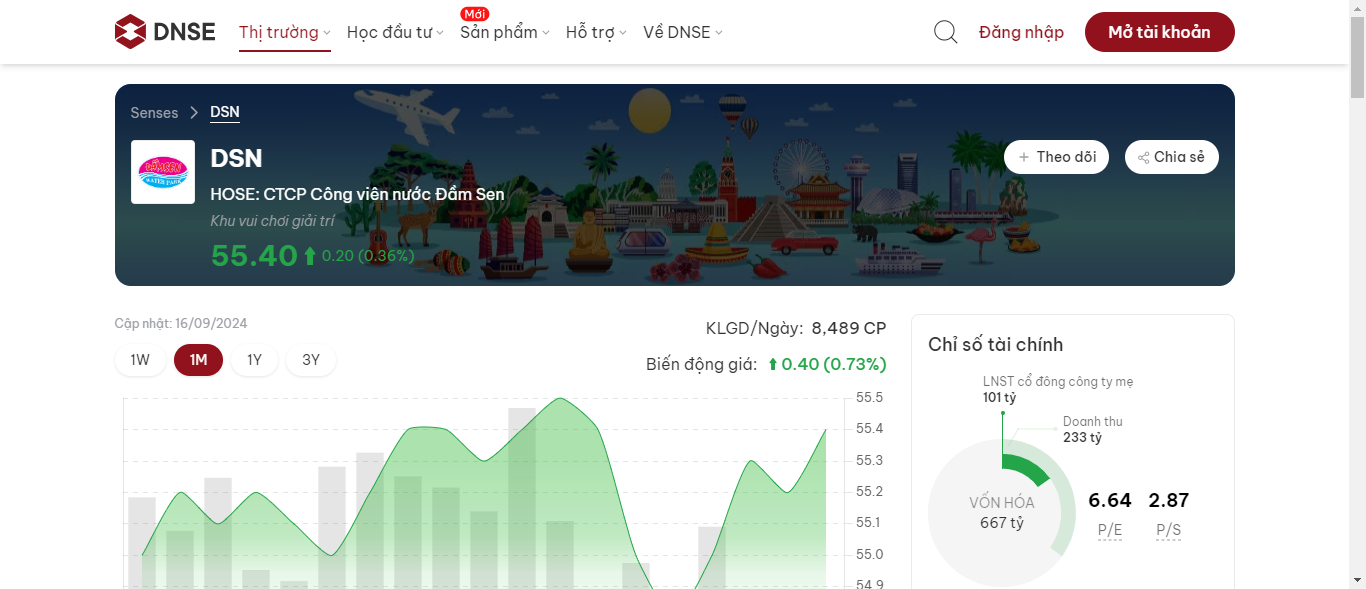 DNSE
Thị trường
Học đầu tư
Mới
Sản phẩm
Hỗ trợ
Về DNSE
Đăng nhập
Mở tài khoản
Senses
DSN
ĐẦM SEN
WATER PARK
DSN
HOSE: CTCP Công viên nước Đầm Sen
Khu vui chơi giải trí
55.40 0.20 (0.36%)
Theo dõi
Chia sẻ
Cập nhật: 16/09/2024
1W
1M
1Y
3Y
KLGD/Ngày: 8,489 CP
Biến động giá: 0.40 (0.73%)
55.5
55.4
55.3
55.2
55.1
55.0
54.9
Chỉ số tài chính
LNST cổ đông công ty mẹ
101 tỷ
Doanh thu
233 tỷ
VỐN HÓA
667 tỷ
6.64
P/E
2.87
P/S